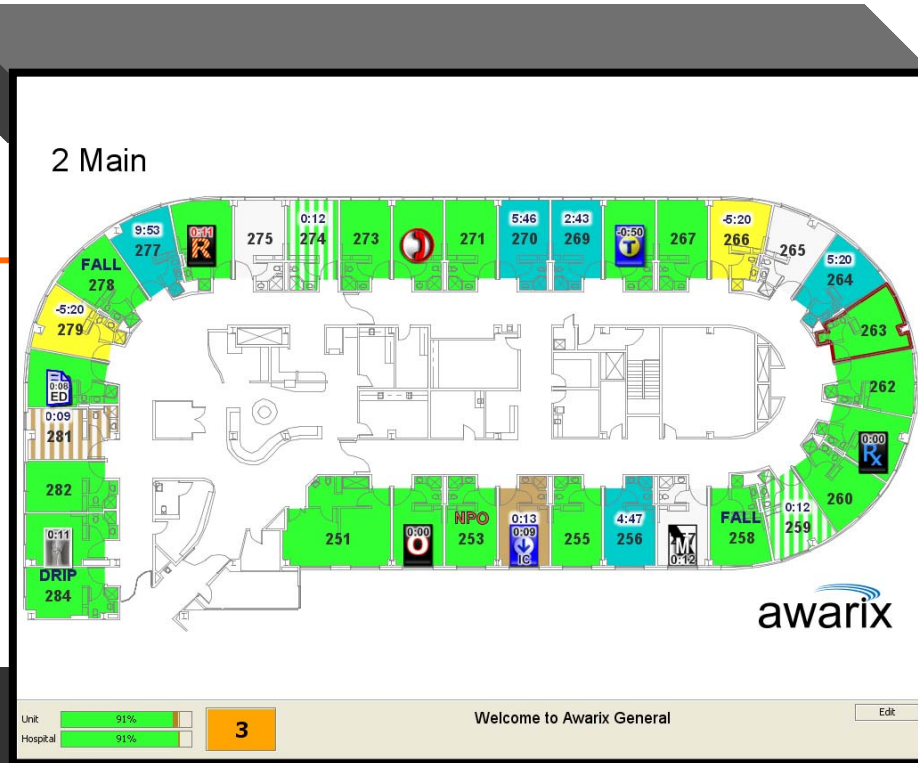 2 Main
9:53
277
0:11
R
275
0:12
274
273
271
5:46
270
2:43
269
-0:50
T
267
-5:20
266
265
5:20
264
FALL
278
-5:20
279
263
0:08
ED
262
0:09
281
0:00
Rx
282
260
0:11
DRIP
284
251
0:00
O
NPO
253
0:13
0:09
IC
255
4:47
256
M
0:12
FALL
258
0:12
259
awarix
Unit 91%
Hospital 91%
3
Welcome to Awarix General
Edit